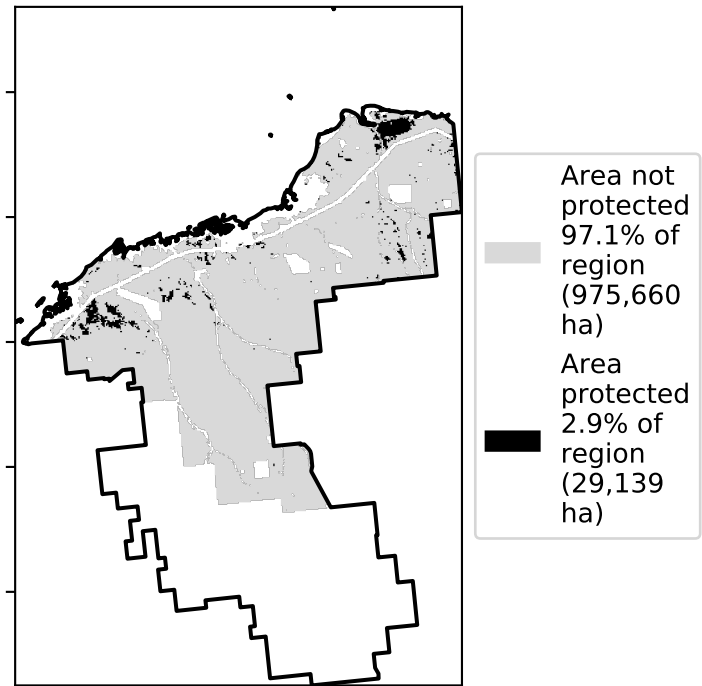 Area not
protected
97.1% of
region
(975,660
ha)
Area
protected
2.9% of
region
(29,139
ha)